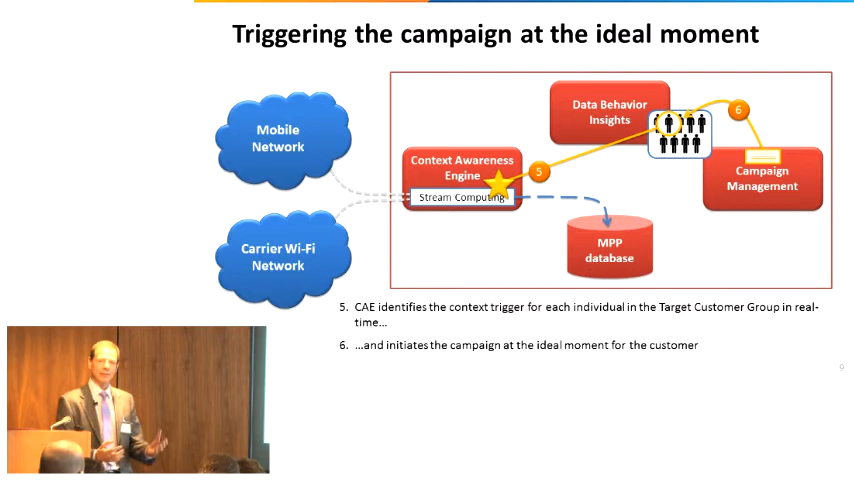 Triggering the campaign at the ideal moment
Mobile
Network
Carrier Wi-Fi
Network
Context Awareness
Engine
Stream Computing
Data Behavior
Insights
Campaign
Management
MPP
database
5
6
5. CAE identifies the context trigger for each individual in the Target Customer Group in real-
time...
6. ...and initiates the campaign at the ideal moment for the customer
9